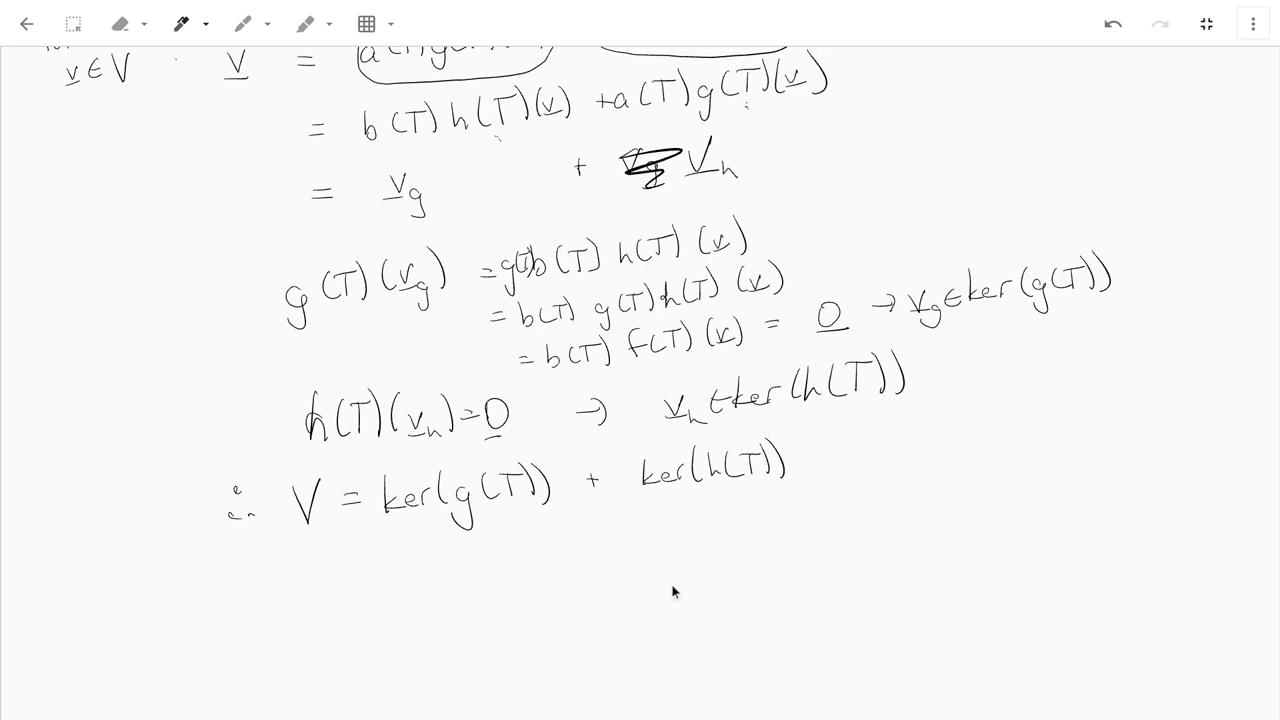 v ∈ V v = a(T)g
= b(T) h(T)(v) + a(T) g(T)(v)
= v_g + v_h
g(T)(v_g) = g(T)b(T) h(T) (v)
= b(T) g(T) h(T) (v)
= b(T) f(T) (v) = 0 → v_g ∈ ker(g(T))
h(T)(v_h) = 0 → v_h ∈ ker(h(T))
∴ V = ker(g(T)) + ker(h(T))